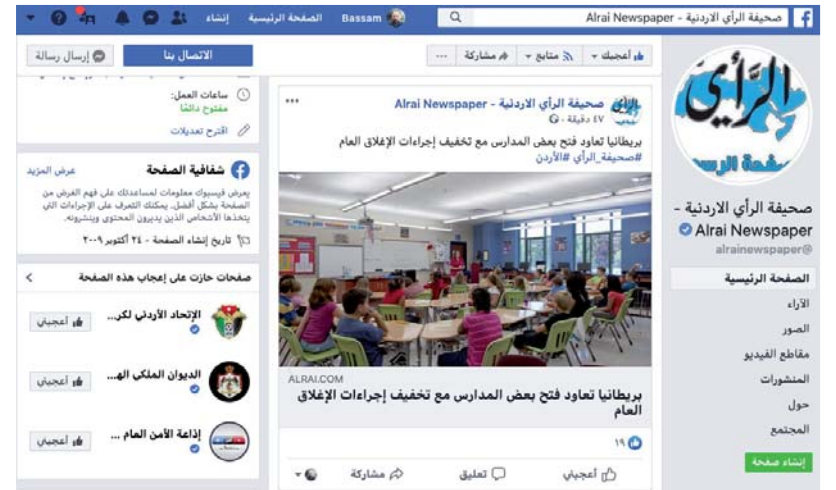 صحيفة الرأي الاردنية - Alrai Newspaper
Bassam
الصفحة الرئيسية
إنشاء
أعجبك
متابع
مشاركة
...
الاتصال بنا
إرسال رسالة
الرأي
صحيفة الرأي الاردنية -
Alrai Newspaper
@alrainewspaper
الصفحة الرئيسية
الآراء
الصور
مقاطع الفيديو
المنشورات
حول
المجتمع
إنشاء صفحة
صحيفة الرأي الاردنية - Alrai Newspaper
٤٧ دقيقة
بريطانيا تعاود فتح بعض المدارس مع تخفيف إجراءات الإغلاق العام
#صحيفة_الرأي #الأردن
ALRAI.COM
بريطانيا تعاود فتح بعض المدارس مع تخفيف إجراءات الإغلاق
العام
١٩
أعجبني
تعليق
مشاركة
ساعات العمل:
مفتوح دائمًا
اقترح تعديلات
شفافية الصفحة
عرض المزيد
يعرض فيسبوك معلومات لمساعدتك على فهم الغرض من
الصفحة بشكل أفضل. يمكنك التعرف على الإجراءات التي
يتخذها الأشخاص الذين يديرون المحتوى وينشرونه.
تاريخ إنشاء الصفحة - ٢٤ أكتوبر ٢٠٠٩
صفحات حازت على إعجاب هذه الصفحة
الإتحاد الأردني لكر...
أعجبني
الديوان الملكي اله...
أعجبني
إذاعة الأمن العام ...
أعجبني